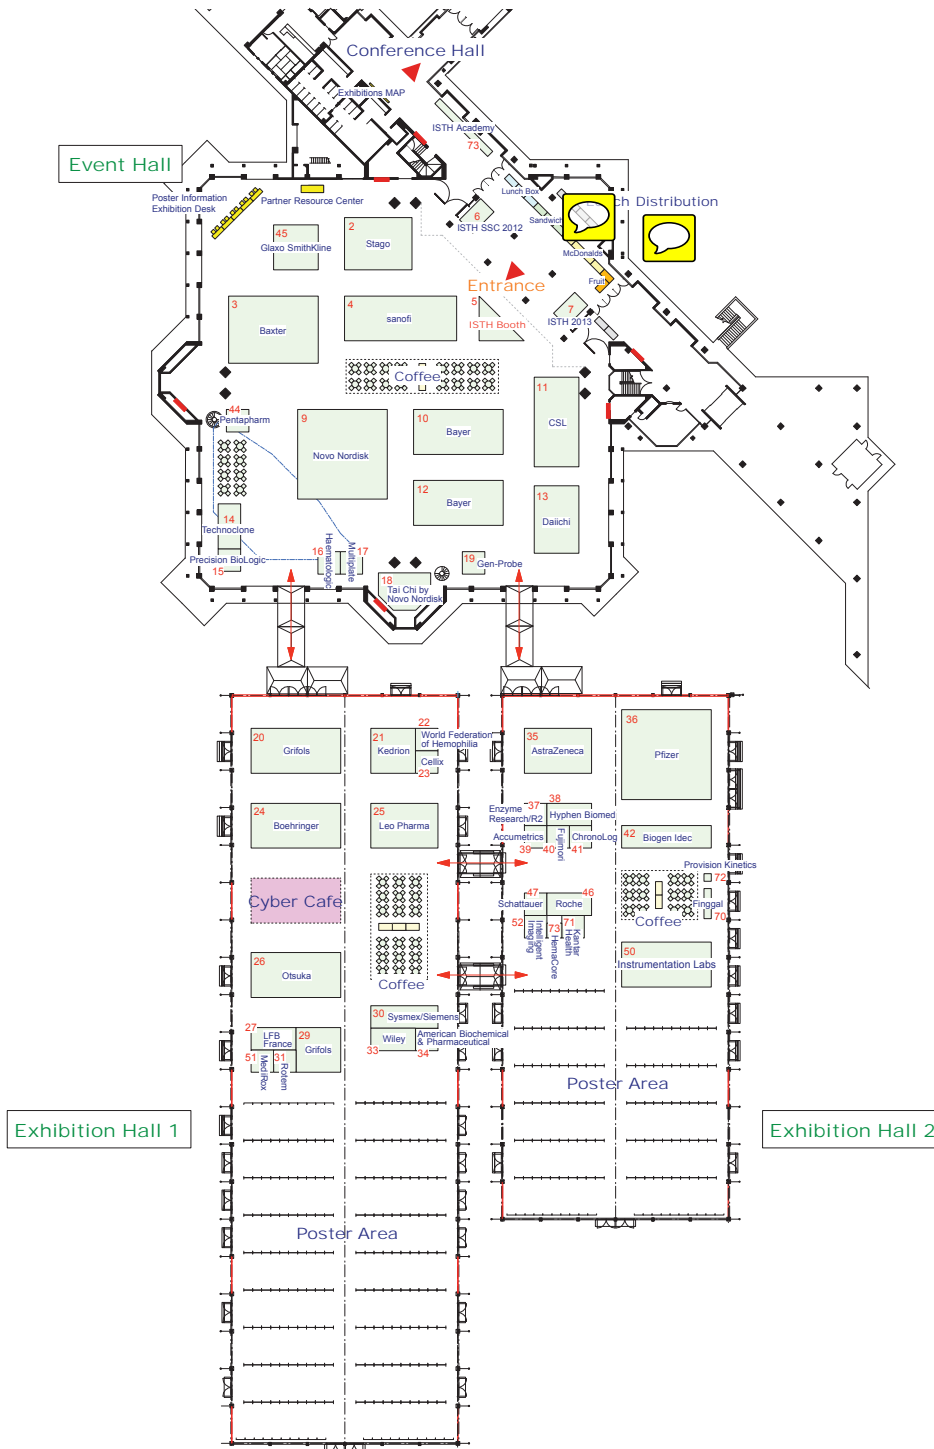 Conference Hall
Exhibitions MAP
ISTH Academy
73
Event Hall
Poster Information
Exhibition Desk
Partner Resource Center
Lunch Box
Distribution
Sandwich
6
ISTH SSC 2012
45
Glaxo SmithKline
2
Stago
McDonalds
Fruit
Entrance
3
Baxter
4
sanofi
5
ISTH Booth
7
ISTH 2013
Coffee
11
CSL
44
Pentapharm
9
Novo Nordisk
10
Bayer
12
Bayer
13
Daiichi
14
Technoclone
Precision BioLogic
15
16
Haematologic
Multiplate
17
18
Tai Chi by
Novo Nordisk
19
Gen-Probe
20
Grifols
21
Kedrion
22
World Federation
of Hemophilia
Cellix
23
35
AstraZeneca
36
Pfizer
24
Boehringer
25
Leo Pharma
Enzyme
Research/R2
37
38
Hyphen Biomed
Accumetrics
39
Fujimori
40
ChronoLog
41
42
Biogen Idec
Provision Kinetics
72
Finggal
70
Cyber Cafe
Coffee
47
Schattauer
46
Roche
52
Intelligent
Imaging
73
HemaCore
71
Kantar
Health
Coffee
26
Otsuka
50
Instrumentation Labs
30
Sysmex/Siemens
Wiley
33
American Biochemical
& Pharmaceutical
34
27
LFB
France
29
Grifols
51
MediRox
31
Rotem
Poster Area
Exhibition Hall 1
Exhibition Hall 2
Poster Area